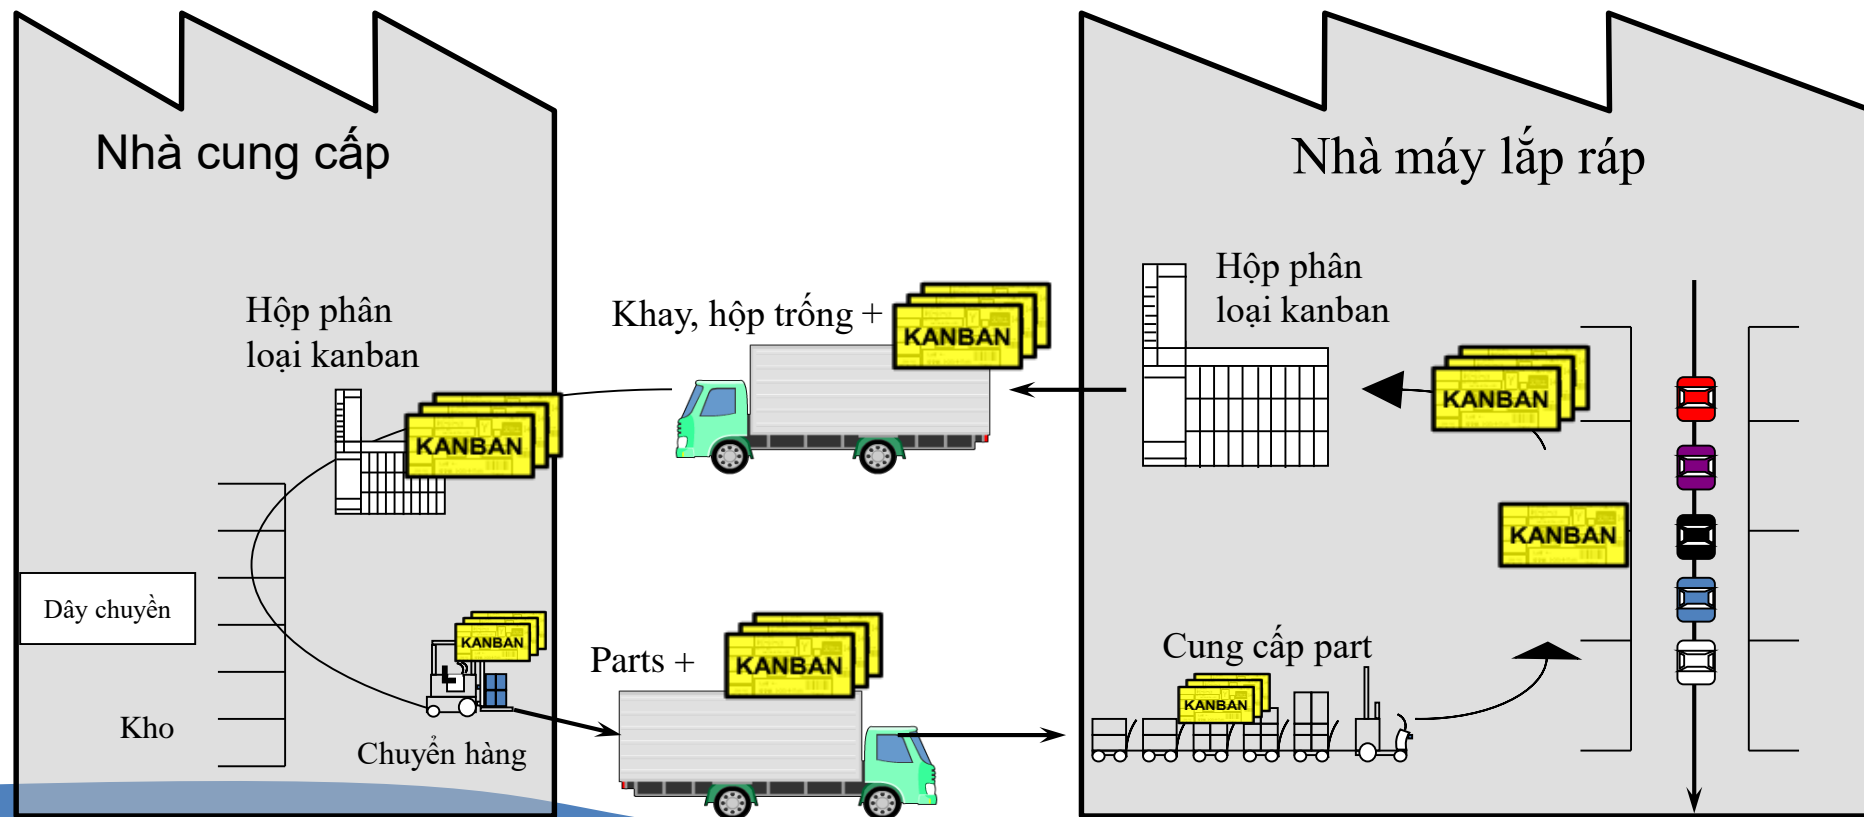 Nhà cung cấp
Nhà máy lắp ráp
Hộp phân
loại kanban
Khay, hộp trống +
KANBAN
Hộp phân
loại kanban
KANBAN
KANBAN
KANBAN
Dây chuyền
KANBAN
Parts +
KANBAN
Cung cấp part
KANBAN
Kho
Chuyển hàng